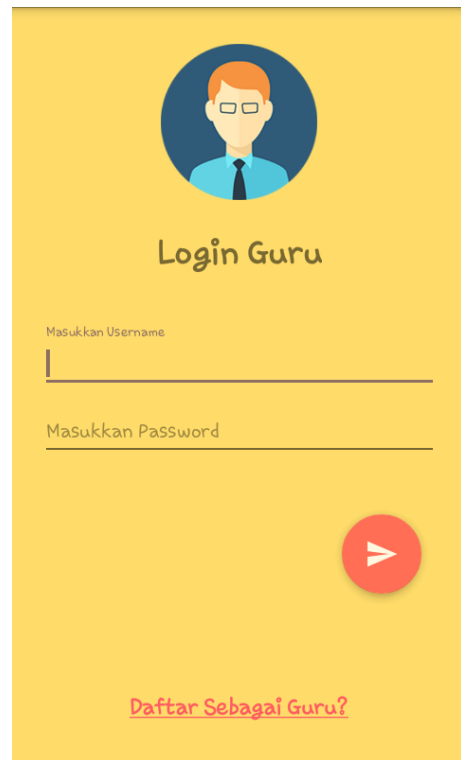 Login Guru
Masukkan Username
Masukkan Password
Daftar Sebagai Guru?